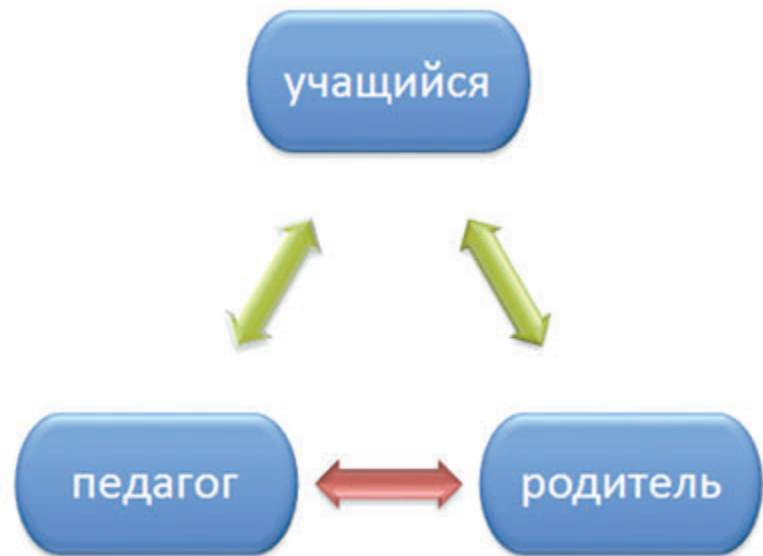 учащийся
педагог
родитель